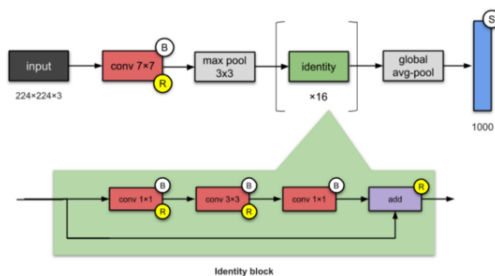 input
224×224×3
conv 7×7
B
R
max pool
3x3
identity
×16
global
avg-pool
S
1000
conv 1×1
B
R
conv 3×3
B
R
conv 1×1
B
add
R
Identity block